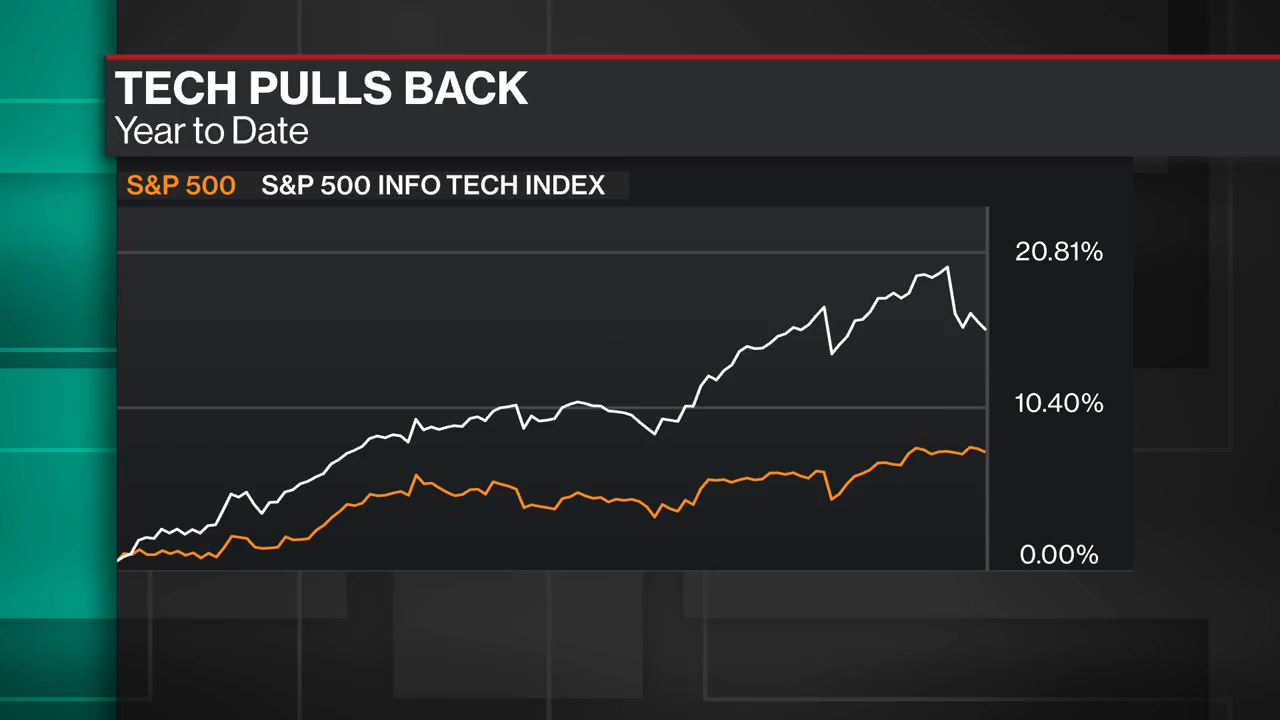 TECH PULLS BACK
Year to Date
S&P 500 S&P 500 INFO TECH INDEX
20.81%
10.40%
0.00%